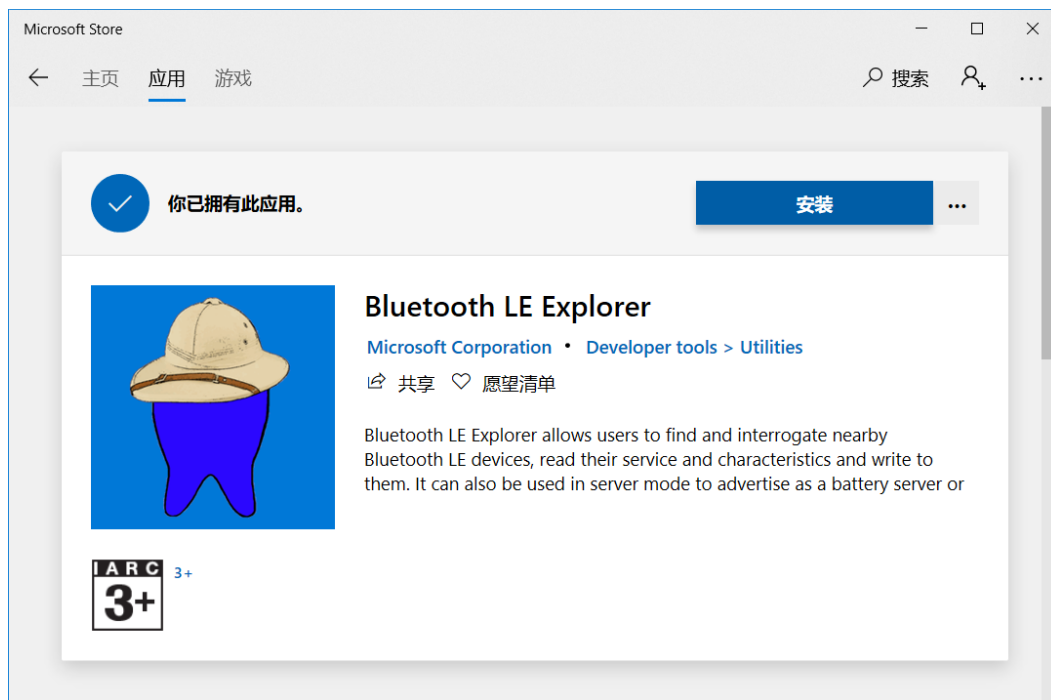 Microsoft Store
主页 应用 游戏 搜索
你已拥有此应用。 安装
Bluetooth LE Explorer
Microsoft Corporation • Developer tools > Utilities
共享 愿望清单
Bluetooth LE Explorer allows users to find and interrogate nearby
Bluetooth LE devices, read their service and characteristics and write to
them. It can also be used in server mode to advertise as a battery server or
IARC
3+
3+